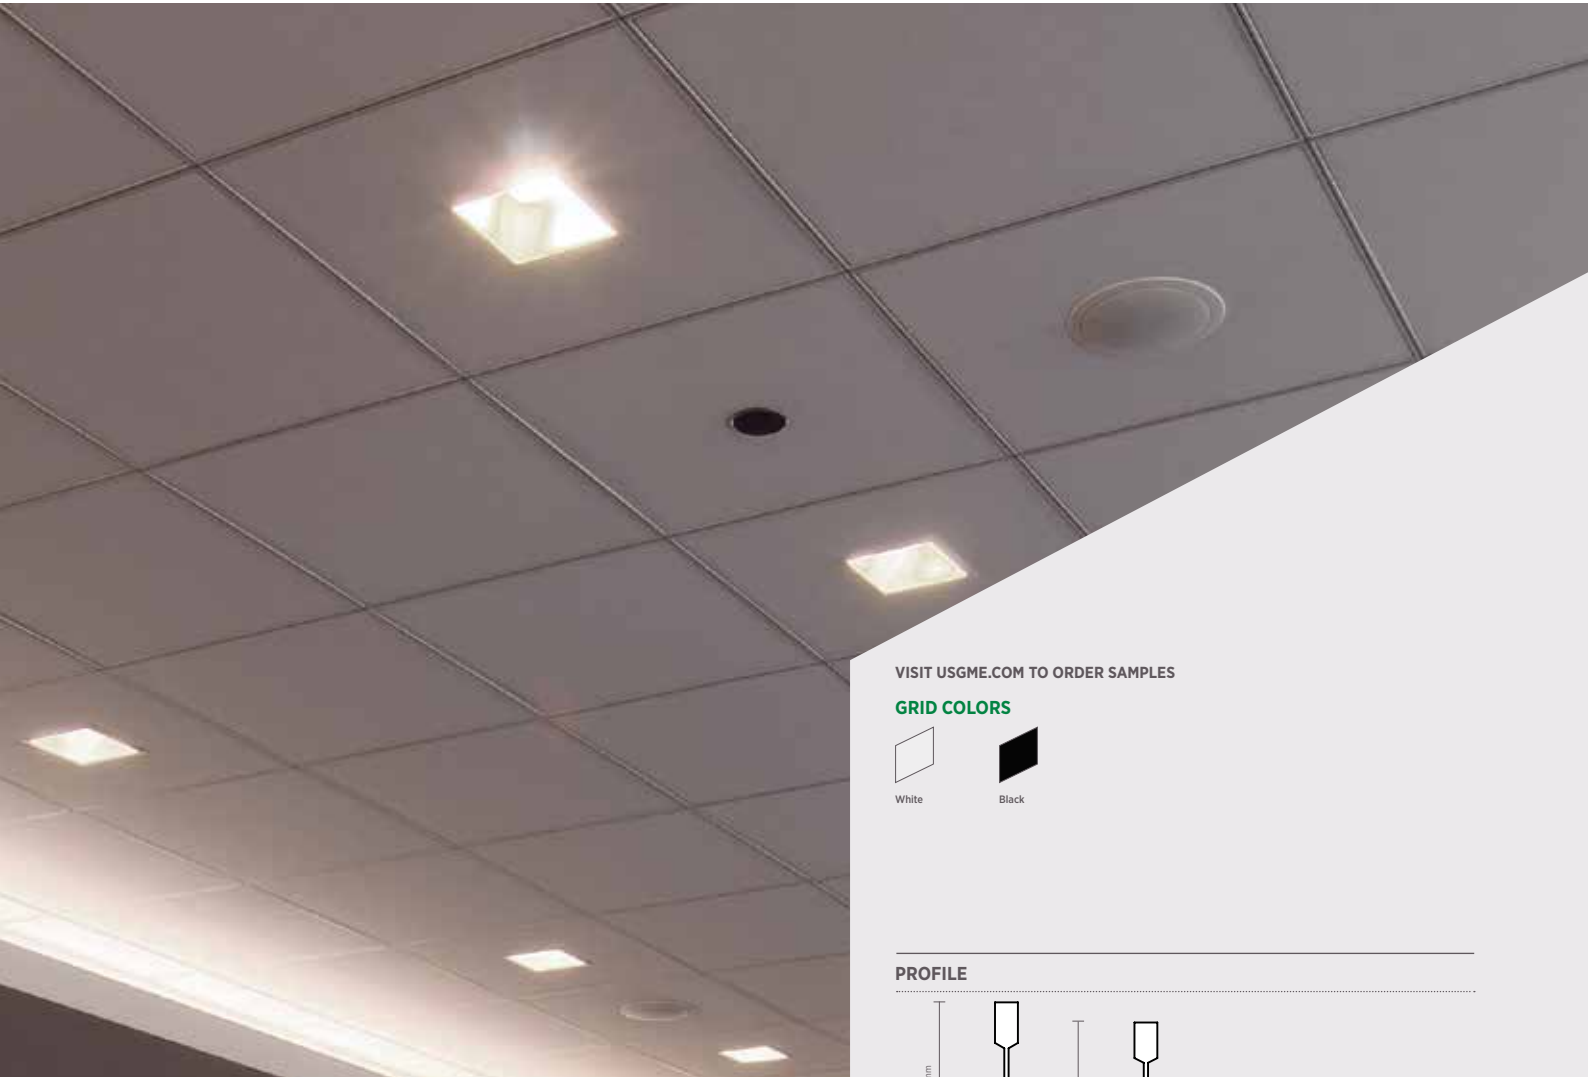 VISIT USGME.COM TO ORDER SAMPLES
GRID COLORS
White
Black
PROFILE